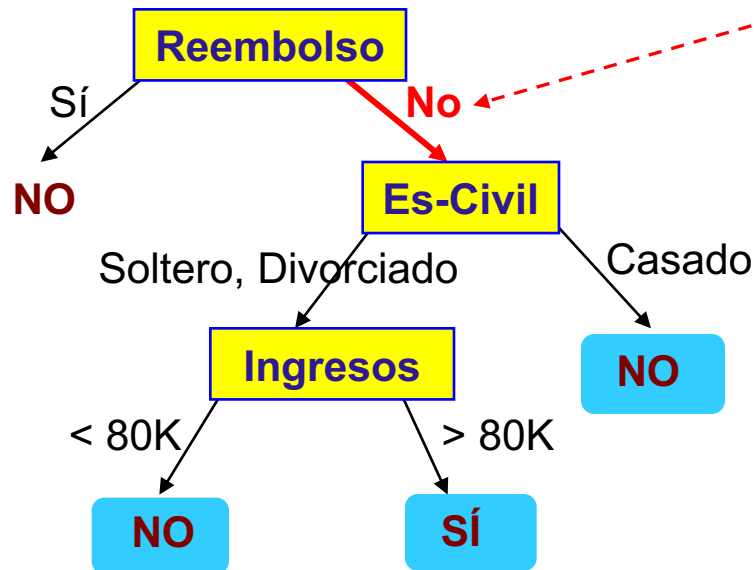 Reembolso
Sí
No
NO
Es-Civil
Soltero, Divorciado
Casado
Ingresos
NO
< 80K
> 80K
NO
SÍ